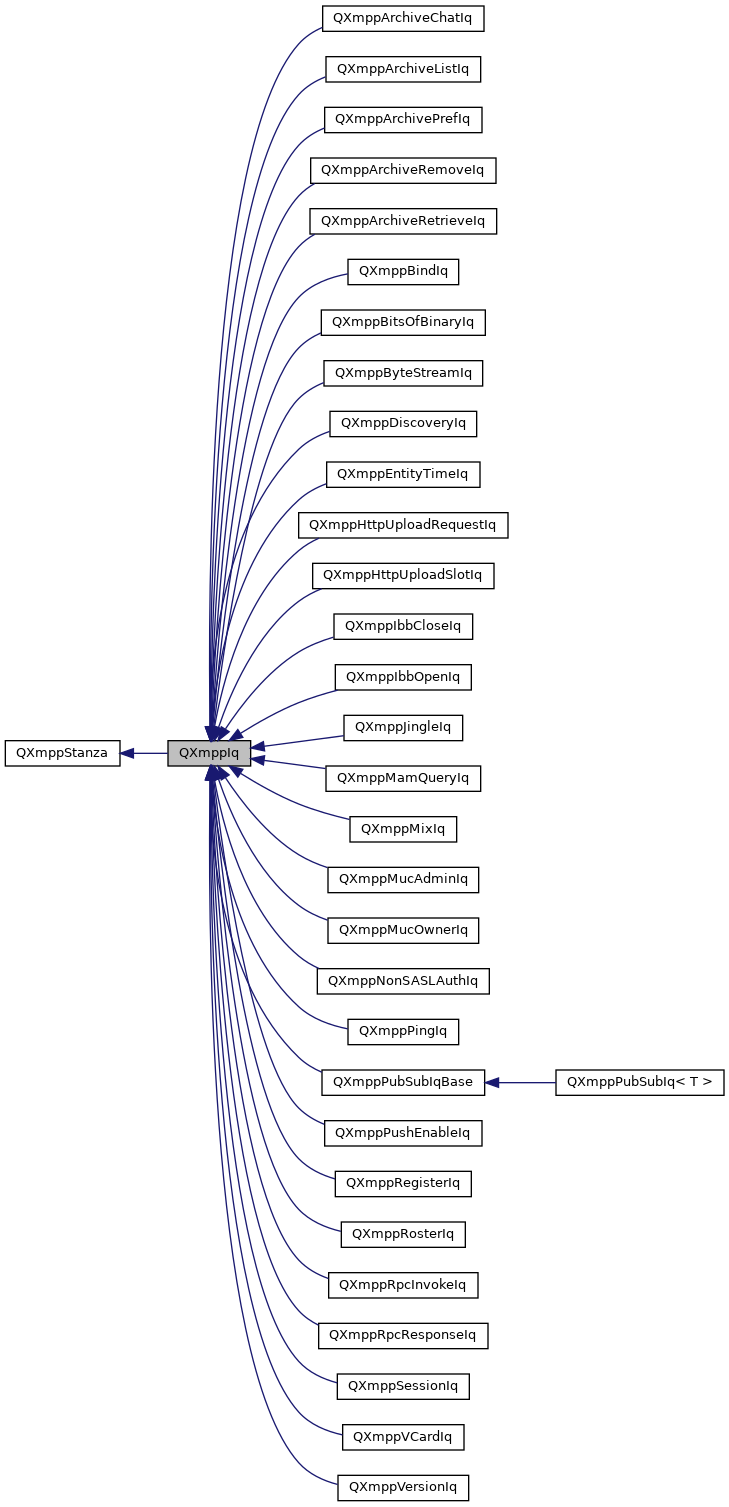 QXmppArchiveChatIq
QXmppArchiveListIq
QXmppArchivePrefIq
QXmppArchiveRemoveIq
QXmppArchiveRetrieveIq
QXmppBindIq
QXmppBitsOfBinaryIq
QXmppByteStreamIq
QXmppDiscoveryIq
QXmppEntityTimeIq
QXmppHttpUploadRequestIq
QXmppHttpUploadSlotIq
QXmppIbbCloseIq
QXmppIbbOpenIq
QXmppJingleIq
QXmppStanza
QXmppIq
QXmppMamQueryIq
QXmppMixIq
QXmppMucAdminIq
QXmppMucOwnerIq
QXmppNonSASLAuthIq
QXmppPingIq
QXmppPubSubIqBase
QXmppPubSubIq< T >
QXmppPushEnableIq
QXmppRegisterIq
QXmppRosterIq
QXmppRpcInvokeIq
QXmppRpcResponseIq
QXmppSessionIq
QXmppVCardIq
QXmppVersionIq